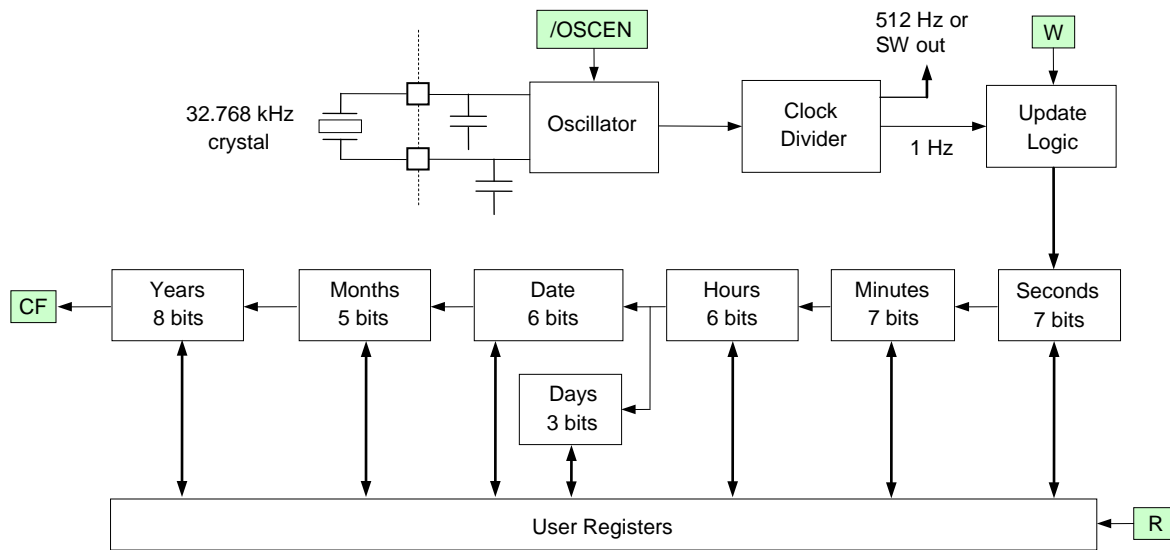 /OSCEN
512 Hz or
SW out
W
32.768 kHz
crystal
Oscillator
Clock
Divider
1 Hz
Update
Logic
CF
Years
8 bits
Months
5 bits
Date
6 bits
Hours
6 bits
Minutes
7 bits
Seconds
7 bits
Days
3 bits
User Registers
R